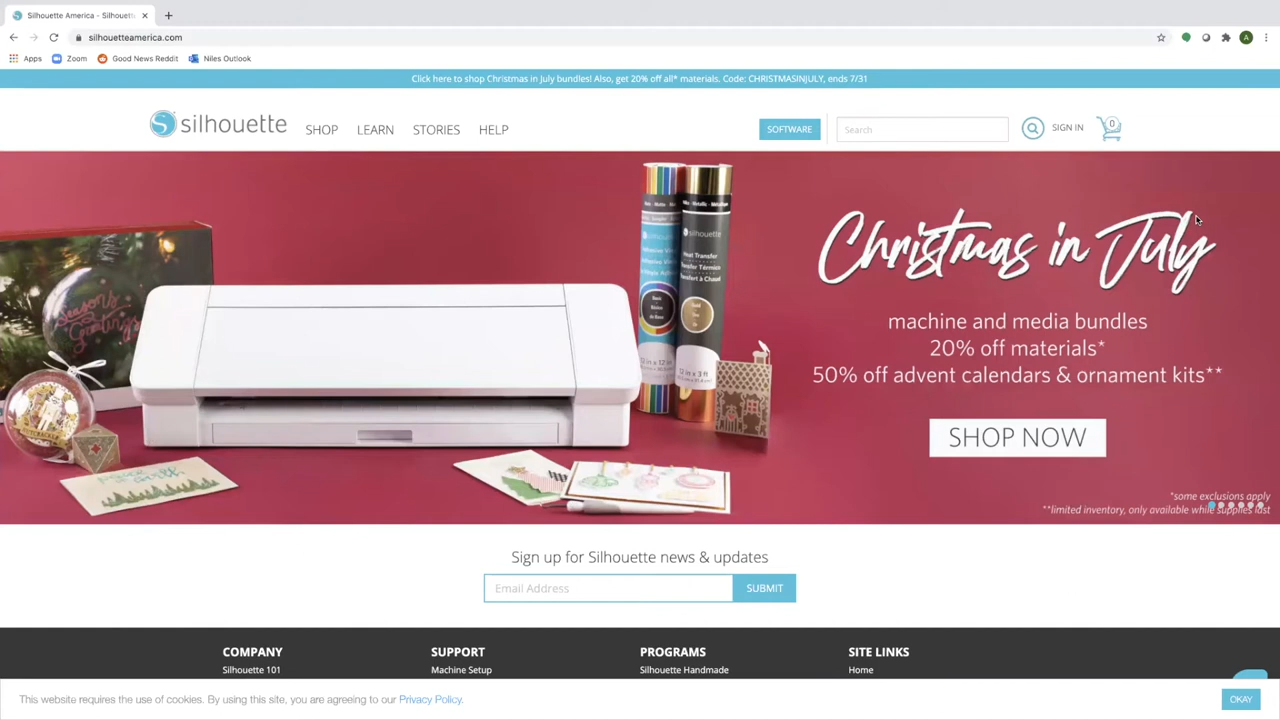 Silhouette America - Silhouett
silhouetteamerica.com
Apps Zoom Good News Reddit Niles Outlook
Click here to shop Christmas in July bundles! Also, get 20% off all* materials. Code: CHRISTMASINJULY, ends 7/31
silhouette SHOP LEARN STORIES HELP SOFTWARE Search SIGN IN 0
Season's
Greetings
silhouette
Heat Transfer
Christmas in July
machine and media bundles
20% off materials*
50% off advent calendars & ornament kits**
SHOP NOW
*some exclusions apply
**limited inventory, only available while supplies last
Sign up for Silhouette news & updates
Email Address SUBMIT
COMPANY SUPPORT PROGRAMS SITE LINKS
Silhouette 101 Machine Setup Silhouette Handmade Home
This website requires the use of cookies. By using this site, you are agreeing to our Privacy Policy. OKAY